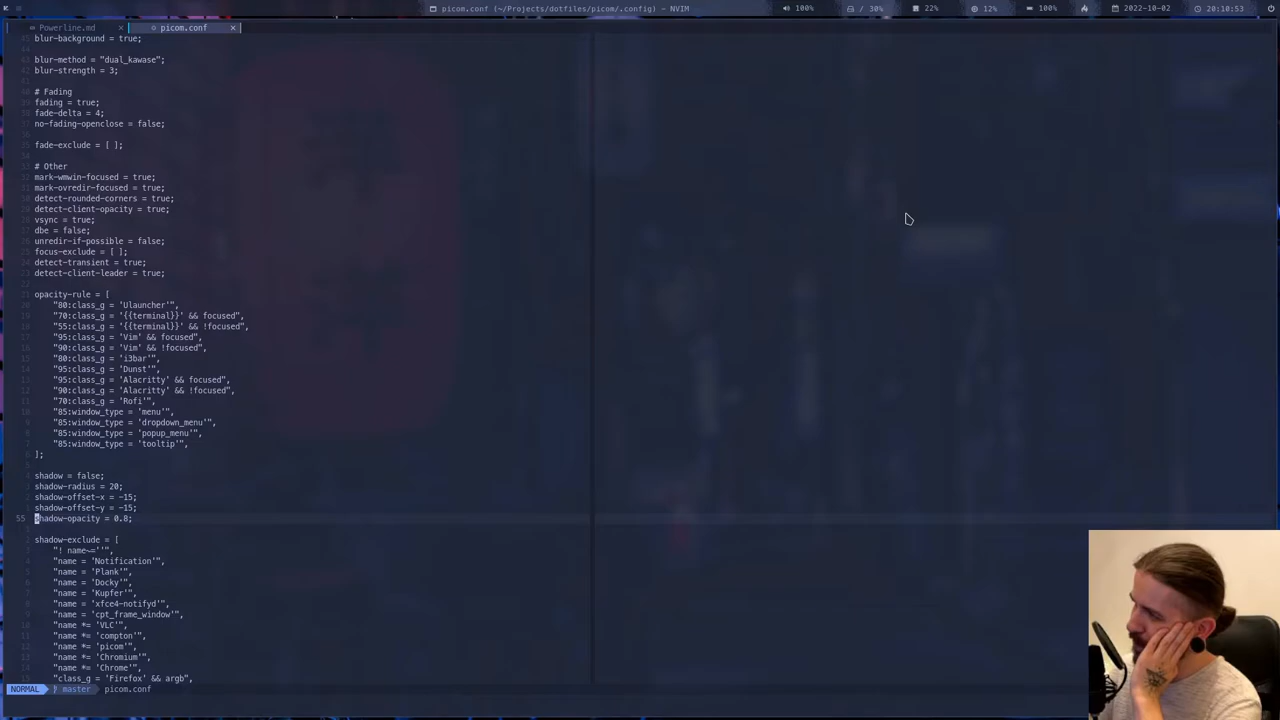 picom.conf (~/Projects/dotfiles/picom/.config) - NVIM
100%
/ 30%
22%
12%
100%
2022-10-02
20:10:53
Powerline.md ×
picom.conf ×
blur-background = true;
blur-method = "dual_kawase";
blur-strength = 3;
# Fading
fading = true;
fade-delta = 4;
no-fading-openclose = false;
fade-exclude = [ ];
# Other
mark-wmwin-focused = true;
mark-ovredir-focused = true;
detect-rounded-corners = true;
detect-client-opacity = true;
vsync = true;
dbe = false;
unredir-if-possible = false;
focus-exclude = [ ];
detect-transient = true;
detect-client-leader = true;
opacity-rule = [
"80:class_g = 'Ulauncher'",
"70:class_g = '{{terminal}}' && focused",
"55:class_g = '{{terminal}}' && !focused",
"95:class_g = 'Vim' && focused",
"90:class_g = 'Vim' && !focused",
"80:class_g = 'i3bar'",
"95:class_g = 'Dunst'",
"95:class_g = 'Alacritty' && focused",
"90:class_g = 'Alacritty' && !focused",
"70:class_g = 'Rofi'",
"85:window_type = 'menu'",
"85:window_type = 'dropdown_menu'",
"85:window_type = 'popup_menu'",
"85:window_type = 'tooltip'",
];
shadow = false;
shadow-radius = 20;
shadow-offset-x = -15;
shadow-offset-y = -15;
55 shadow-opacity = 0.8;
shadow-exclude = [
"! name~=''",
"name = 'Notification'",
"name = 'Plank'",
"name = 'Docky'",
"name = 'Kupfer'",
"name = 'xfce4-notifyd'",
"name = 'cpt_frame_window'",
"name *= 'VLC'",
"name *= 'compton'",
"name *= 'picom'",
"name *= 'Chromium'",
"name *= 'Chrome'",
"class_g = 'Firefox' && argb",
NORMAL master picom.conf